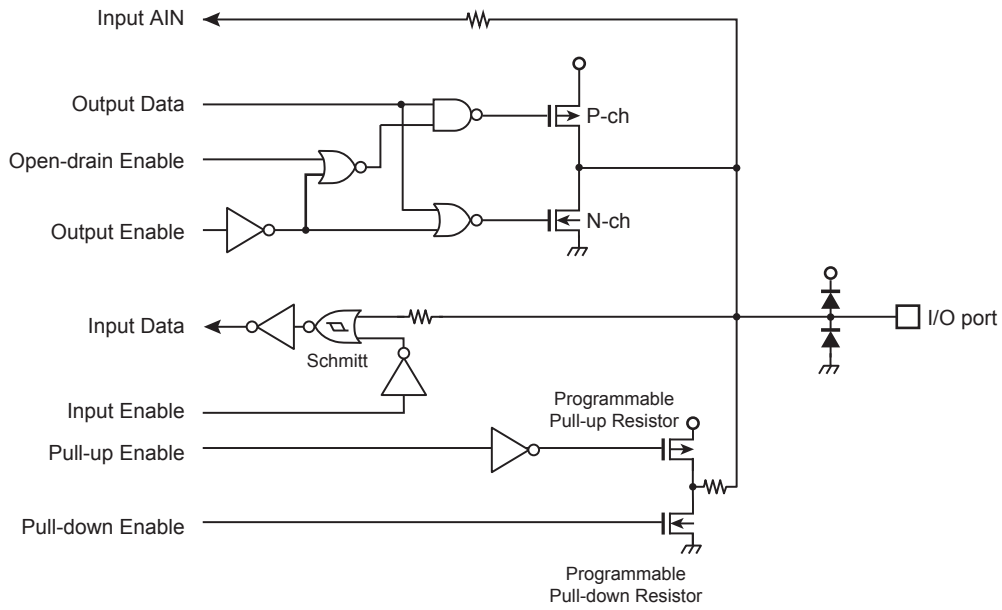 Input AIN
Output Data
P-ch
Open-drain Enable
N-ch
Output Enable
Input Data
Schmitt
I/O port
Input Enable
Programmable
Pull-up Resistor
Pull-up Enable
Pull-down Enable
Programmable
Pull-down Resistor